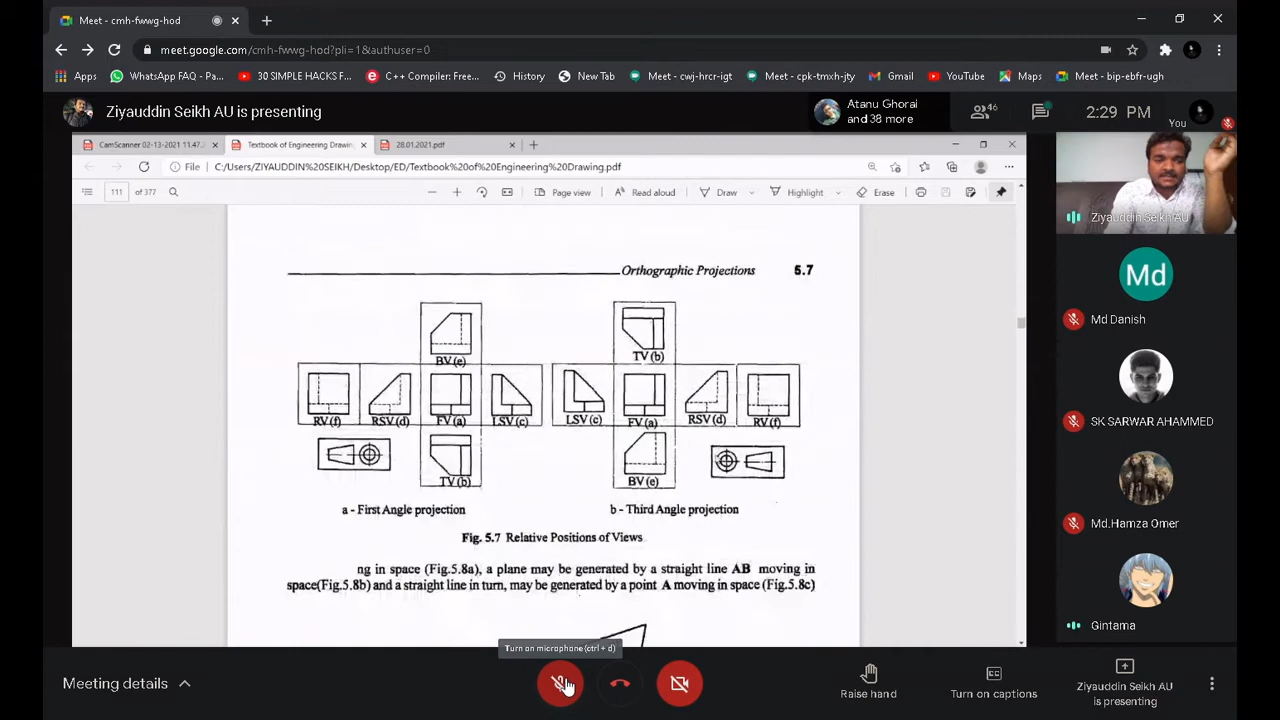 Meet - cmh-fwwg-hod
meet.google.com/cmh-fwwg-hod?pli=1&authuser=0
Apps WhatsApp FAQ - Pa... 30 SIMPLE HACKS F... C++ Compiler: Free... History New Tab Meet - cwj-hrcr-igt Meet - cpk-tmxh-jty Gmail YouTube Maps Meet - bip-ebfr-ugh
Ziyauddin Seikh AU is presenting
Atanu Ghorai
and 38 more
46
2:29 PM
You
CamScanner 02-13-2021 11.47. Textbook of Engineering Drawin 28.01.2021.pdf
File C:/Users/ZIYAUDDIN%20SEIKH/Desktop/ED/Textbook%20of%20Engineering%20Drawing.pdf
111 of 377 Page view Read aloud Draw Highlight Erase
Orthographic Projections 5.7
BV(e) TV(b)
RV(f) RSV(d) FV(a) LSV(c) LSV(c) FV(a) RSV(d) RV(f)
TV(b) BV(e)
a - First Angle projection b - Third Angle projection
Fig. 5.7 Relative Positions of Views
ng in space (Fig.5.8a), a plane may be generated by a straight line AB moving in
space(Fig.5.8b) and a straight line in turn, may be generated by a point A moving in space (Fig.5.8c)
Ziyauddin Seikh AU
Md
Md Danish
SK SARWAR AHAMMED
Md.Hamza Omer
Gintama
Turn on microphone (ctrl + d)
Meeting details
Raise hand
Turn on captions
Ziyauddin Seikh AU
is presenting